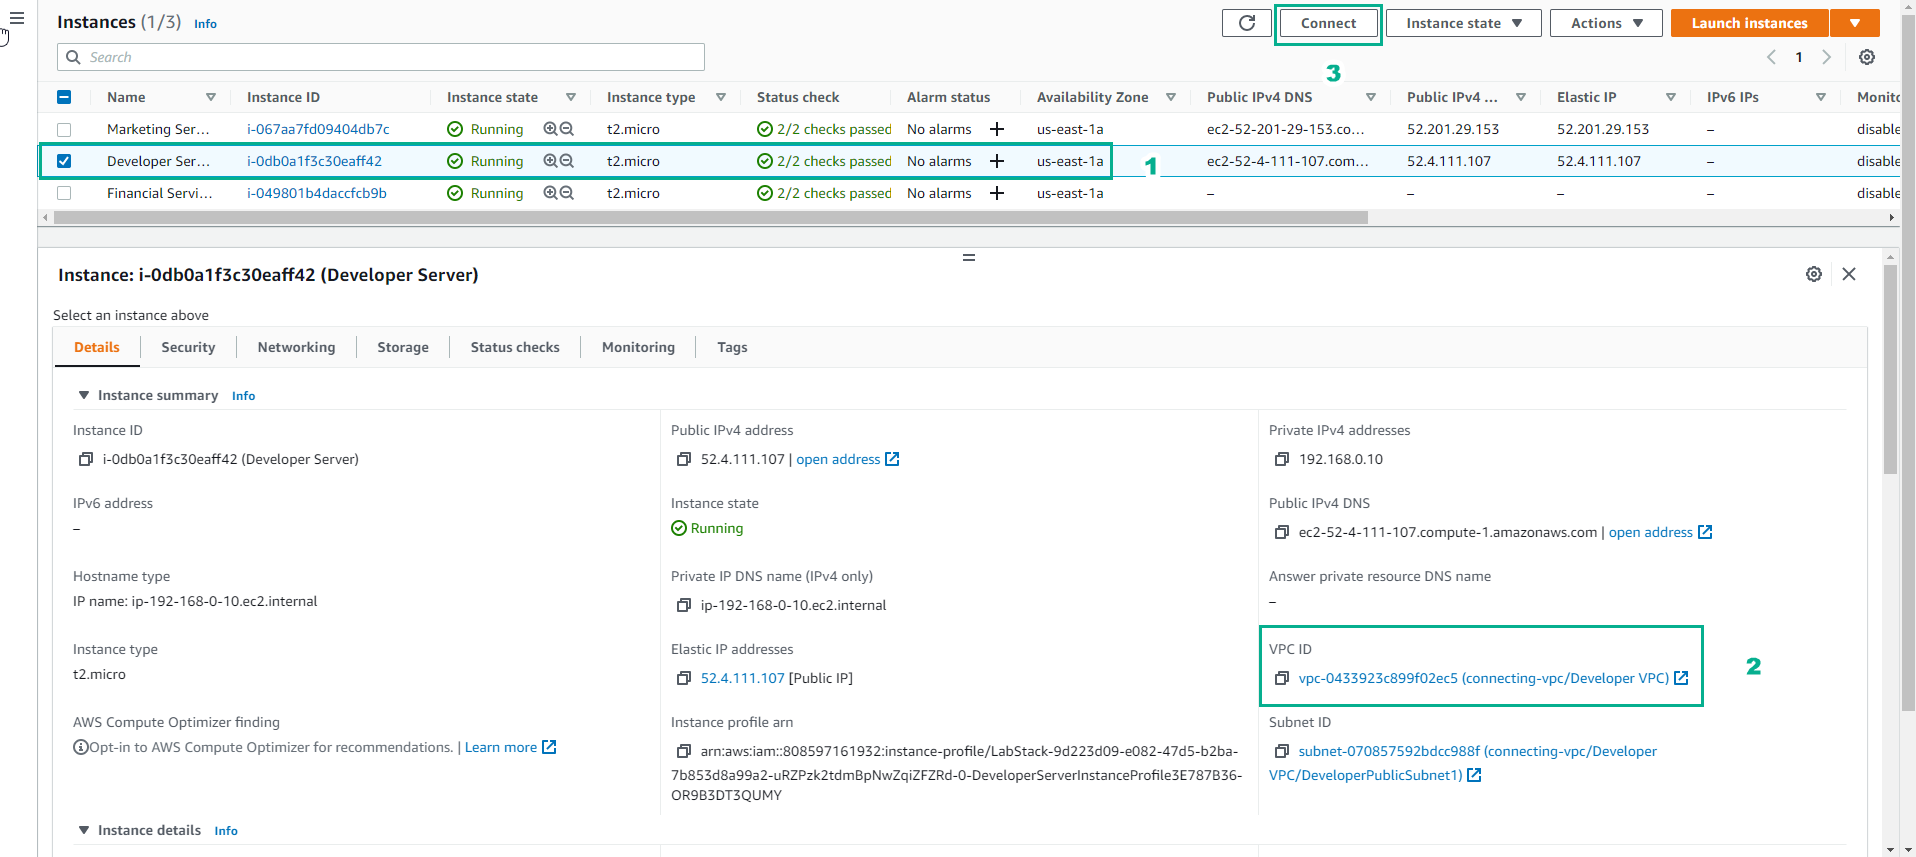 Instances (1/3) Info
Connect
Instance state
Actions
Launch instances
Search
1
3
Name Instance ID Instance state Instance type Status check Alarm status Availability Zone Public IPv4 DNS Public IPv4 ... Elastic IP IPv6 IPs Monito
Marketing Ser... i-067aa7fd09404db7c Running t2.micro 2/2 checks passed No alarms + us-east-1a ec2-52-201-29-153.co... 52.201.29.153 52.201.29.153 – disable
Developer Ser... i-0db0a1f3c30eaff42 Running t2.micro 2/2 checks passed No alarms + us-east-1a 1 ec2-52-4-111-107.com... 52.4.111.107 52.4.111.107 – disable
Financial Servi... i-049801b4daccfcb9b Running t2.micro 2/2 checks passed No alarms + us-east-1a – – – – disable
Instance: i-0db0a1f3c30eaff42 (Developer Server)
Select an instance above
Details Security Networking Storage Status checks Monitoring Tags
Instance summary Info
Instance ID
i-0db0a1f3c30eaff42 (Developer Server)
Public IPv4 address
52.4.111.107 | open address
Private IPv4 addresses
192.168.0.10
IPv6 address
–
Instance state
Running
Public IPv4 DNS
ec2-52-4-111-107.compute-1.amazonaws.com | open address
Hostname type
IP name: ip-192-168-0-10.ec2.internal
Private IP DNS name (IPv4 only)
ip-192-168-0-10.ec2.internal
Answer private resource DNS name
–
Instance type
t2.micro
Elastic IP addresses
52.4.111.107 [Public IP]
VPC ID
vpc-0433923c899f02ec5 (connecting-vpc/Developer VPC)
2
AWS Compute Optimizer finding
Opt-in to AWS Compute Optimizer for recommendations. | Learn more
Instance profile arn
arn:aws:iam::808597161932:instance-profile/LabStack-9d223d09-e082-47d5-b2ba-
7b853d8a99a2-uRZPzk2tdmBpNwZqiZFZRd-0-DeveloperServerInstanceProfile3E787B36-
OR9B3DT3QUMY
Subnet ID
subnet-070857592bdcc988f (connecting-vpc/Developer
VPC/DeveloperPublicSubnet1)
Instance details Info